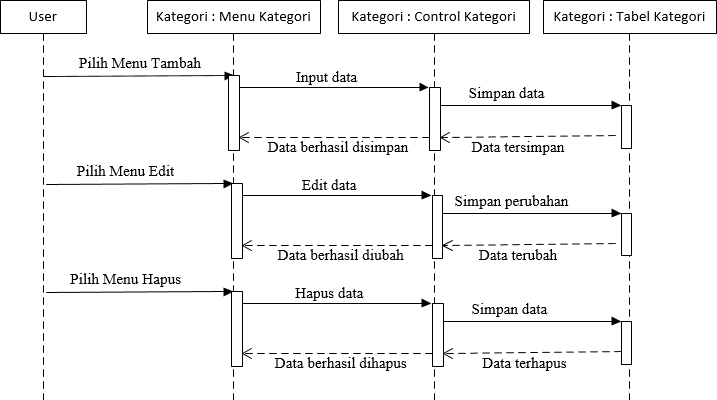 User
Kategori : Menu Kategori
Kategori : Control Kategori
Kategori : Tabel Kategori
Pilih Menu Tambah
Input data
Simpan data
Data berhasil disimpan
Data tersimpan
Pilih Menu Edit
Edit data
Simpan perubahan
Data berhasil diubah
Data terubah
Pilih Menu Hapus
Hapus data
Simpan data
Data berhasil dihapus
Data terhapus